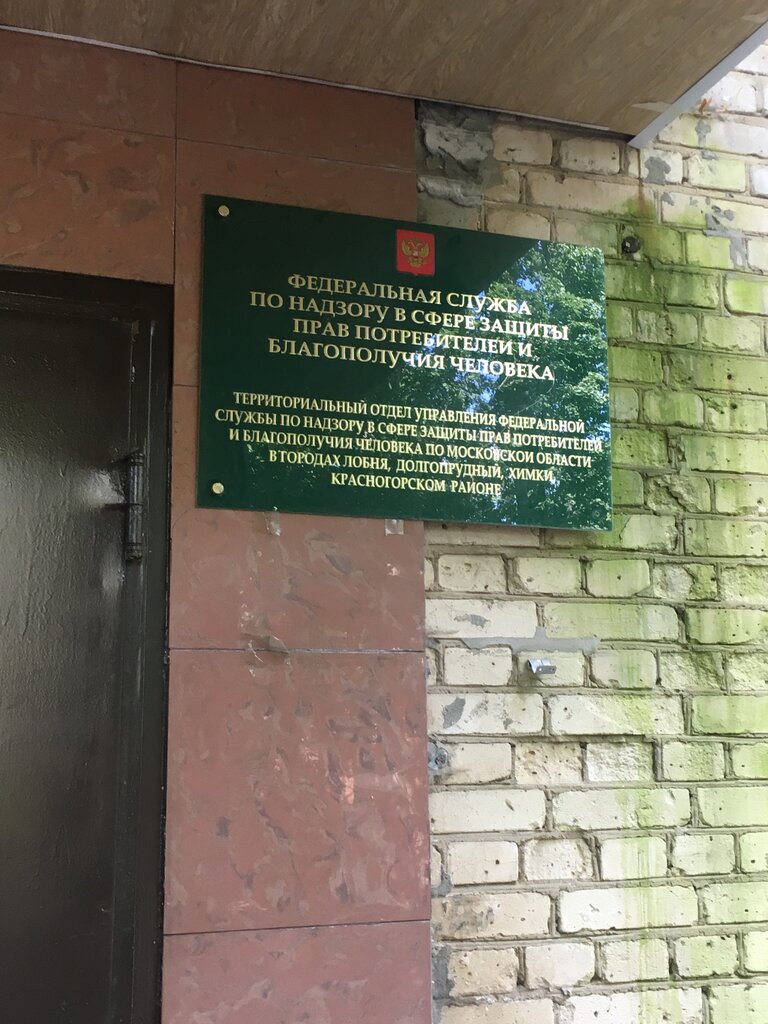 ФЕДЕРАЛЬНАЯ СЛУЖБА
ПО НАДЗОРУ В СФЕРЕ ЗАЩИТЫ
ПРАВ ПОТРЕБИТЕЛЕЙ И
БЛАГОПОЛУЧИЯ ЧЕЛОВЕКА
ТЕРРИТОРИАЛЬНЫЙ ОТДЕЛ УПРАВЛЕНИЯ ФЕДЕРАЛЬНОЙ
СЛУЖБЫ ПО НАДЗОРУ В СФЕРЕ ЗАЩИТЫ ПРАВ ПОТРЕБИТЕЛЕЙ
И БЛАГОПОЛУЧИЯ ЧЕЛОВЕКА ПО МОСКОВСКОЙ ОБЛАСТИ
В ГОРОДАХ ЛОБНЯ, ДОЛГОПРУДНЫЙ, ХИМКИ,
КРАСНОГОРСКОМ РАЙОНЕ